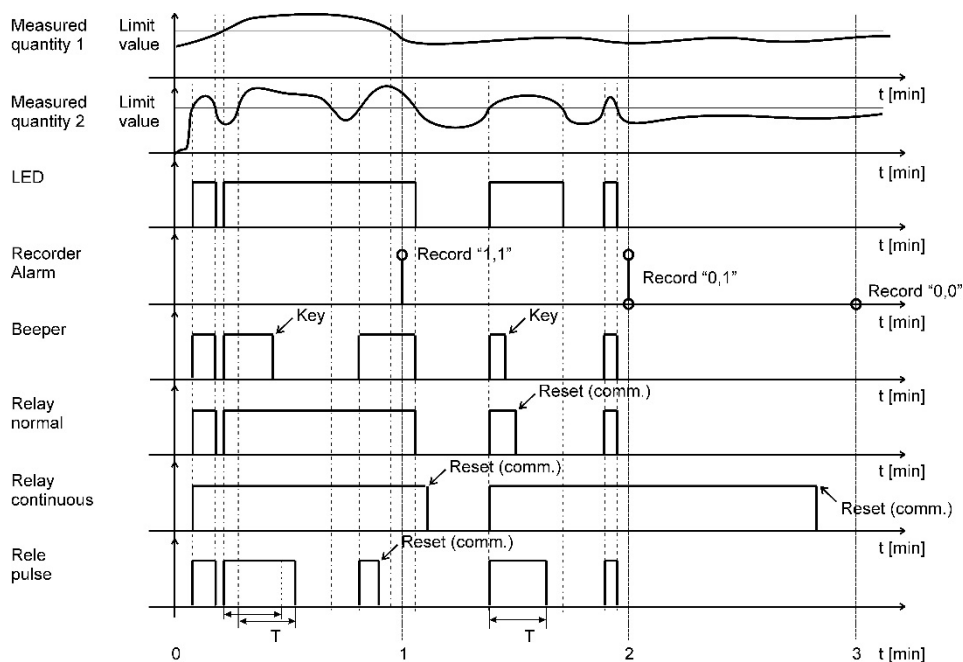 Measured
quantity 1
Limit
value
t [min]
Measured
quantity 2
Limit
value
t [min]
LED
t [min]
Recorder
Alarm
Record “1,1”
Record “0,1”
Record “0,0”
t [min]
Beeper
Key
Key
t [min]
Relay
normal
Reset (comm.)
t [min]
Relay
continuous
Reset (comm.)
Reset (comm.)
t [min]
Rele
pulse
Reset (comm.)
T
T
0 1 2 3 t [min]